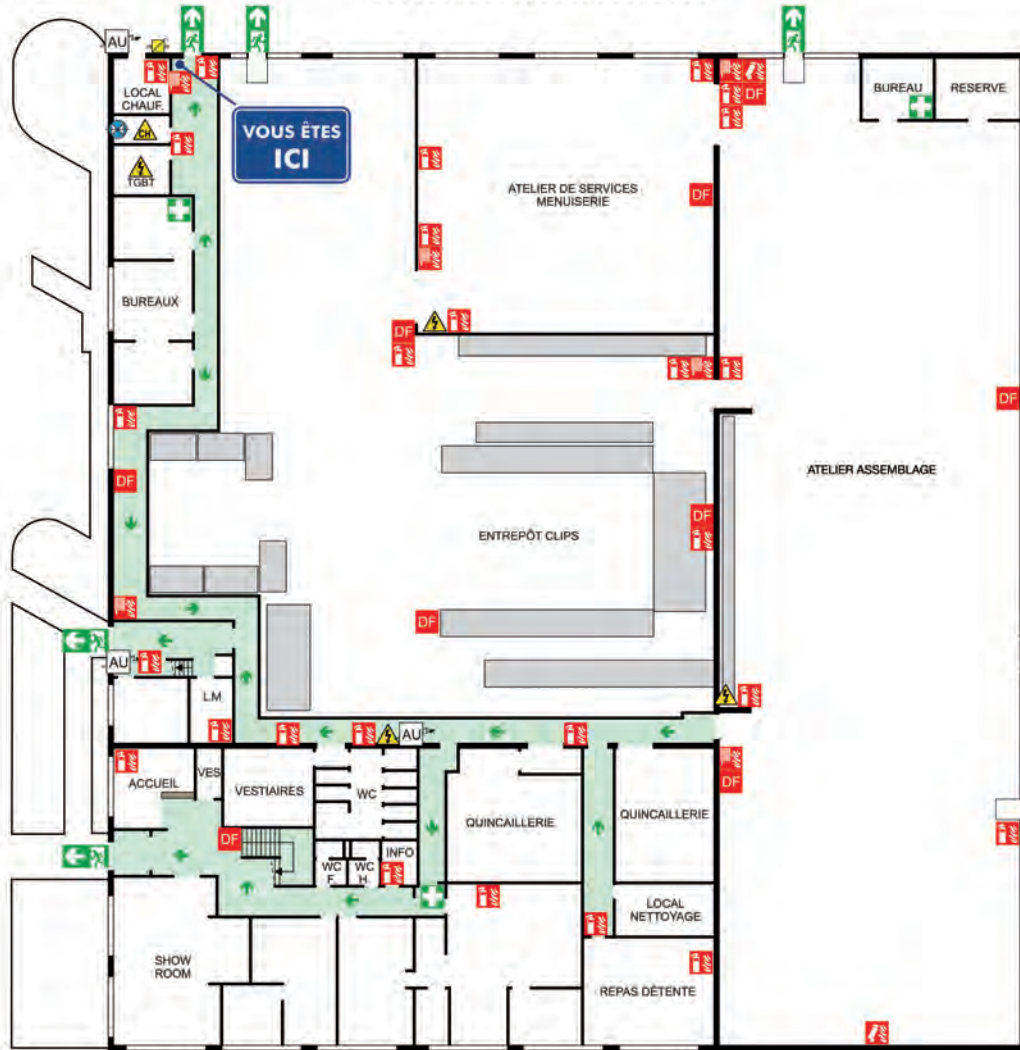 AU
LOCAL
CHAUF.
CH
TGBT
VOUS ÊTES
ICI
BUREAU
RESERVE
DF
ATELIER DE SERVICES
MENUISERIE
DF
BUREAUX
DF
DF
DF
ATELIER ASSEMBLAGE
DF
ENTREPÔT CLIPS
DF
AU
L.M
AU
ACCUEIL
VES
VESTIAIRES
WC
QUINCAILLERIE
QUINCAILLERIE
DF
DF
WC
F.
WC
H.
INFO
LOCAL
NETTOYAGE
SHOW
ROOM
REPAS DÉTENTE